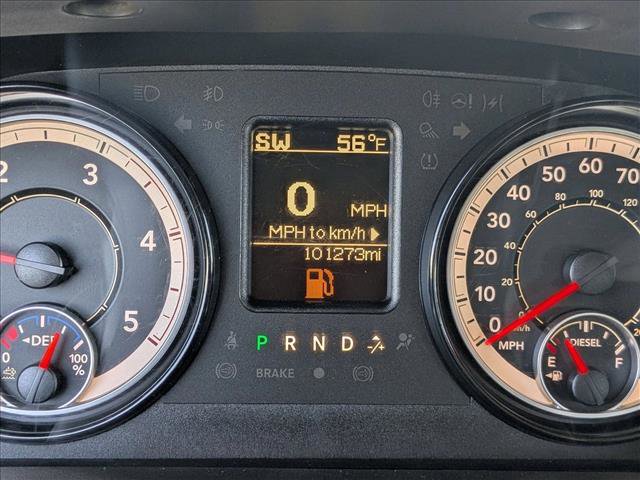 SW 56°F
0 MPH
MPH to km/h
101273mi
P R N D
BRAKE
2 3 4 5
DEF
0 100
%
0 10 20 30 40 50 60 70
20 40 60 80 100 120
MPH
km/h
DIESEL
E F